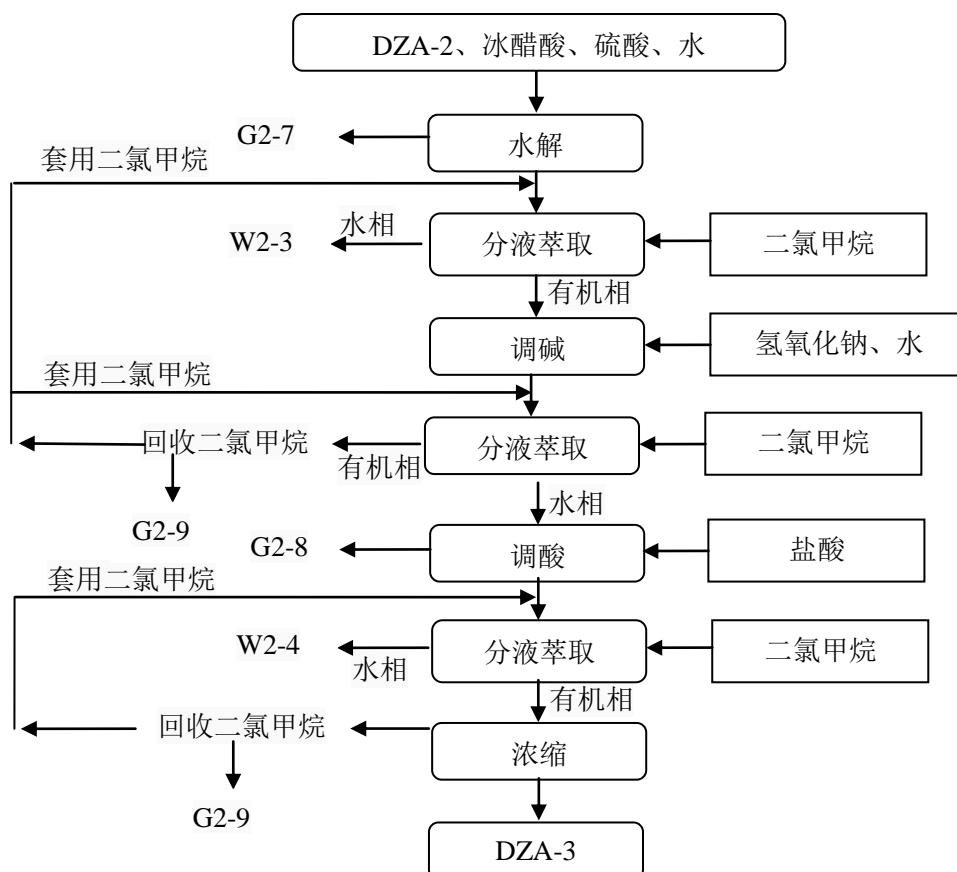 DZA-2、冰醋酸、硫酸、水
G2-7
水解
套用二氯甲烷
W2-3
水相
分液萃取
二氯甲烷
有机相
调碱
氢氧化钠、水
套用二氯甲烷
回收二氯甲烷
有机相
分液萃取
二氯甲烷
水相
G2-9
G2-8
调酸
盐酸
套用二氯甲烷
W2-4
水相
分液萃取
二氯甲烷
有机相
回收二氯甲烷
浓缩
G2-9
DZA-3